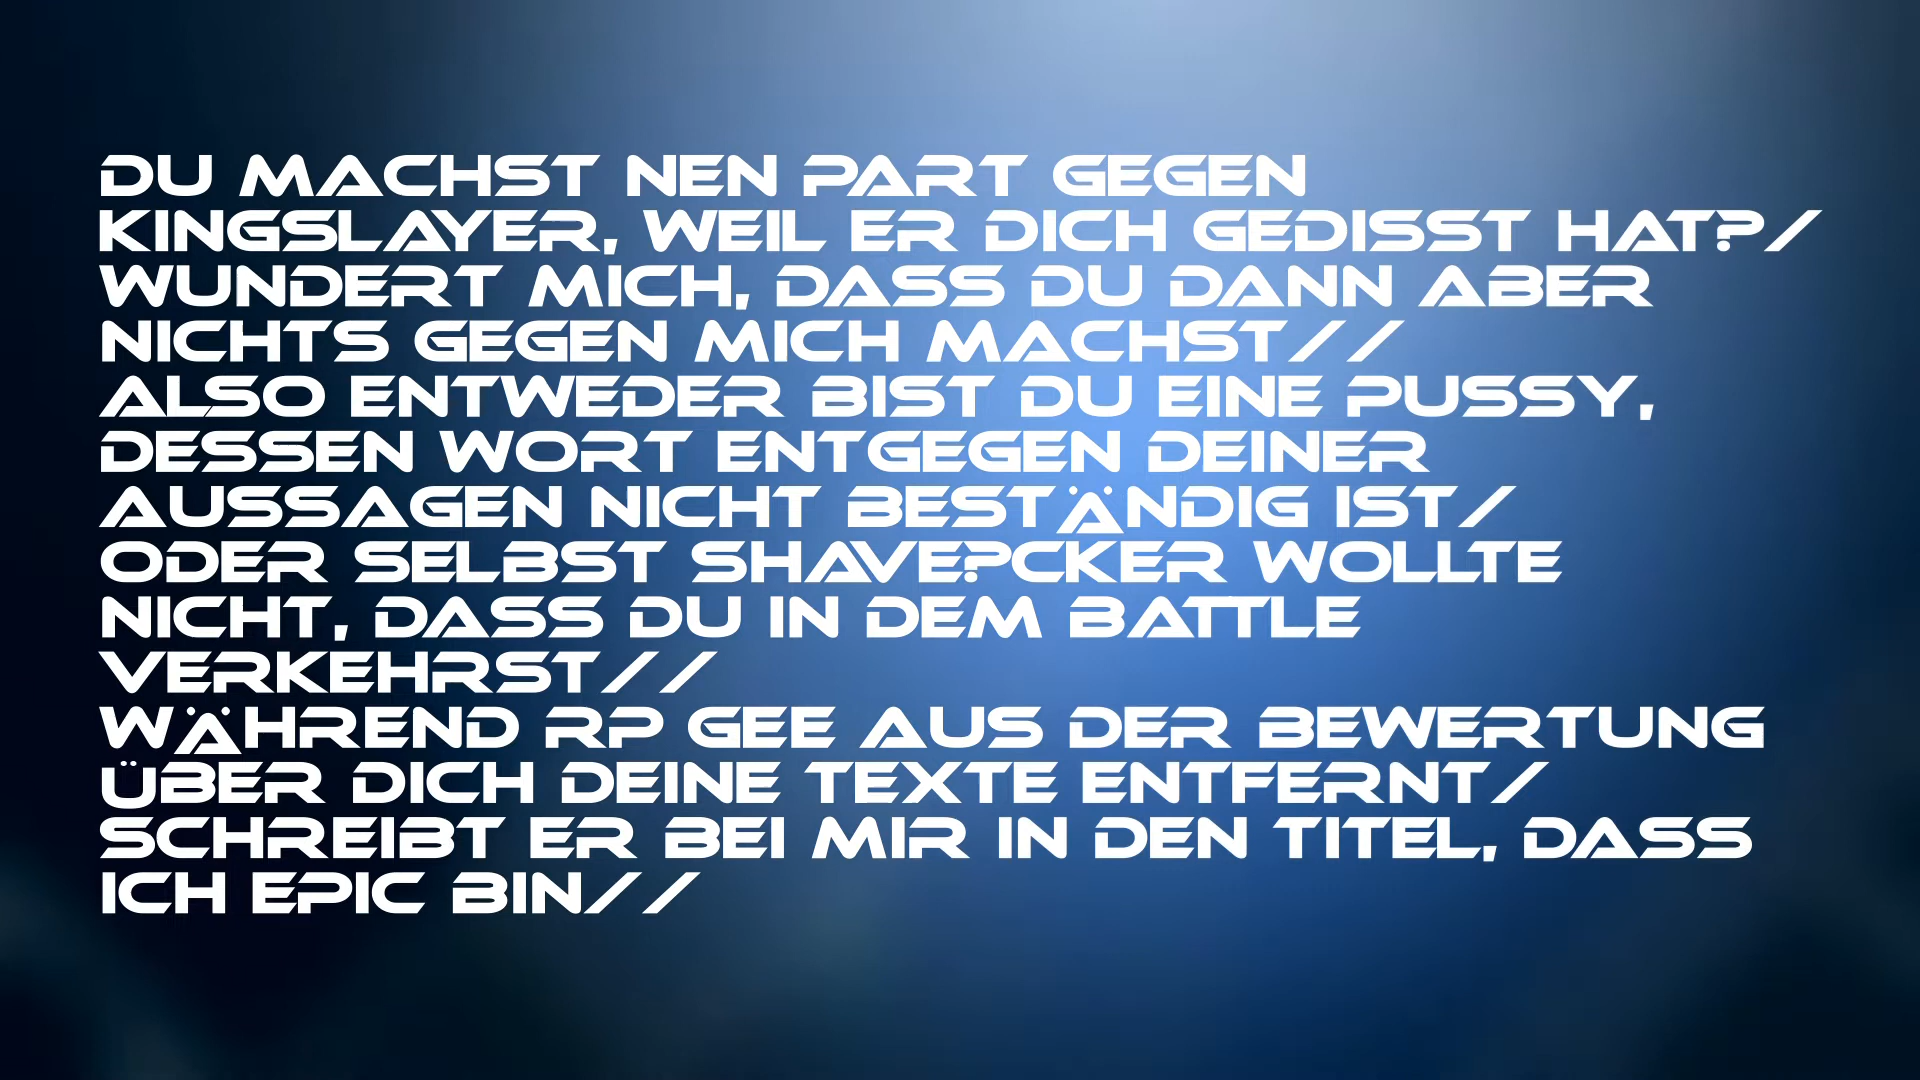 DU MACHST NEN PART GEGEN
KINGSLAYER, WEIL ER DICH GEDISST HAT?/
WUNDERT MICH, DASS DU DANN ABER
NICHTS GEGEN MICH MACHST//
ALSO ENTWEDER BIST DU EINE PUSSY,
DESSEN WORT ENTGEGEN DEINER
AUSSAGEN NICHT BESTÄNDIG IST/
ODER SELBST SHAVE?CKER WOLLTE
NICHT, DASS DU IN DEM BATTLE
VERKEHRST//
WÄHREND RP GEE AUS DER BEWERTUNG
ÜBER DICH DEINE TEXTE ENTFERNT/
SCHREIBT ER BEI MIR IN DEN TITEL, DASS
ICH EPIC BIN//